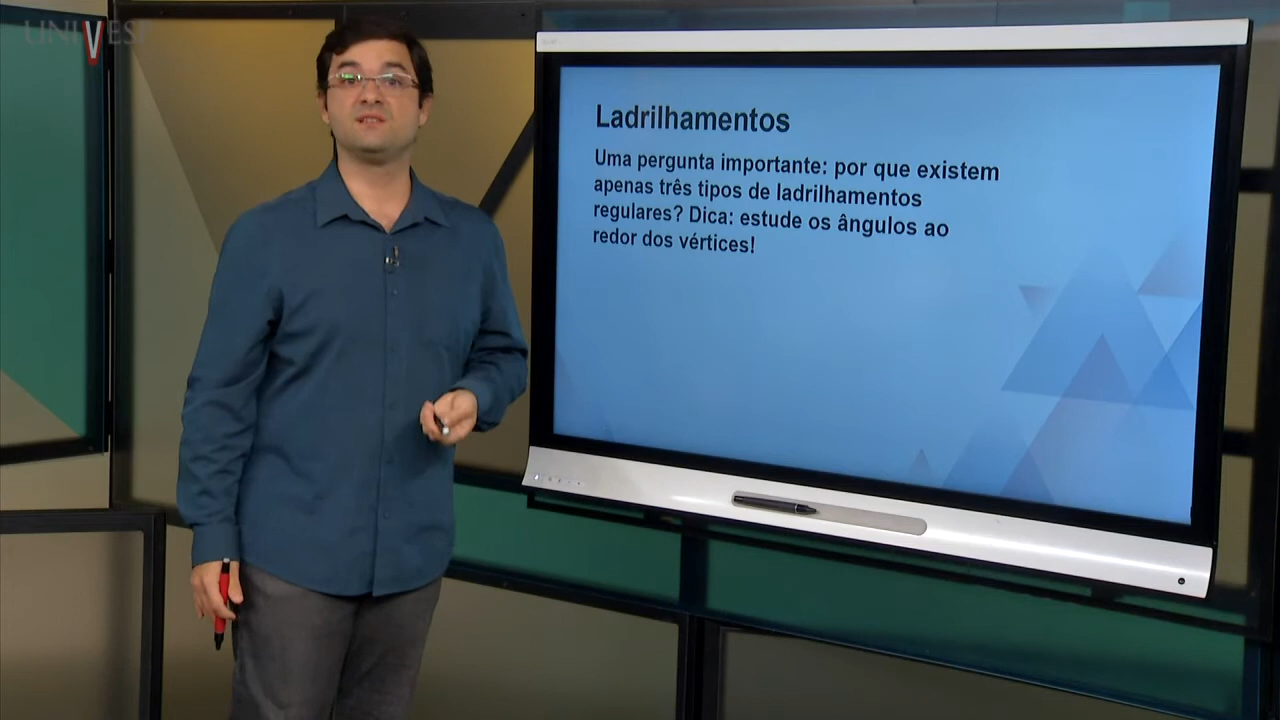 UNIVESP
Ladrilhamentos
Uma pergunta importante: por que existem
apenas três tipos de ladrilhamentos
regulares? Dica: estude os ângulos ao
redor dos vértices!